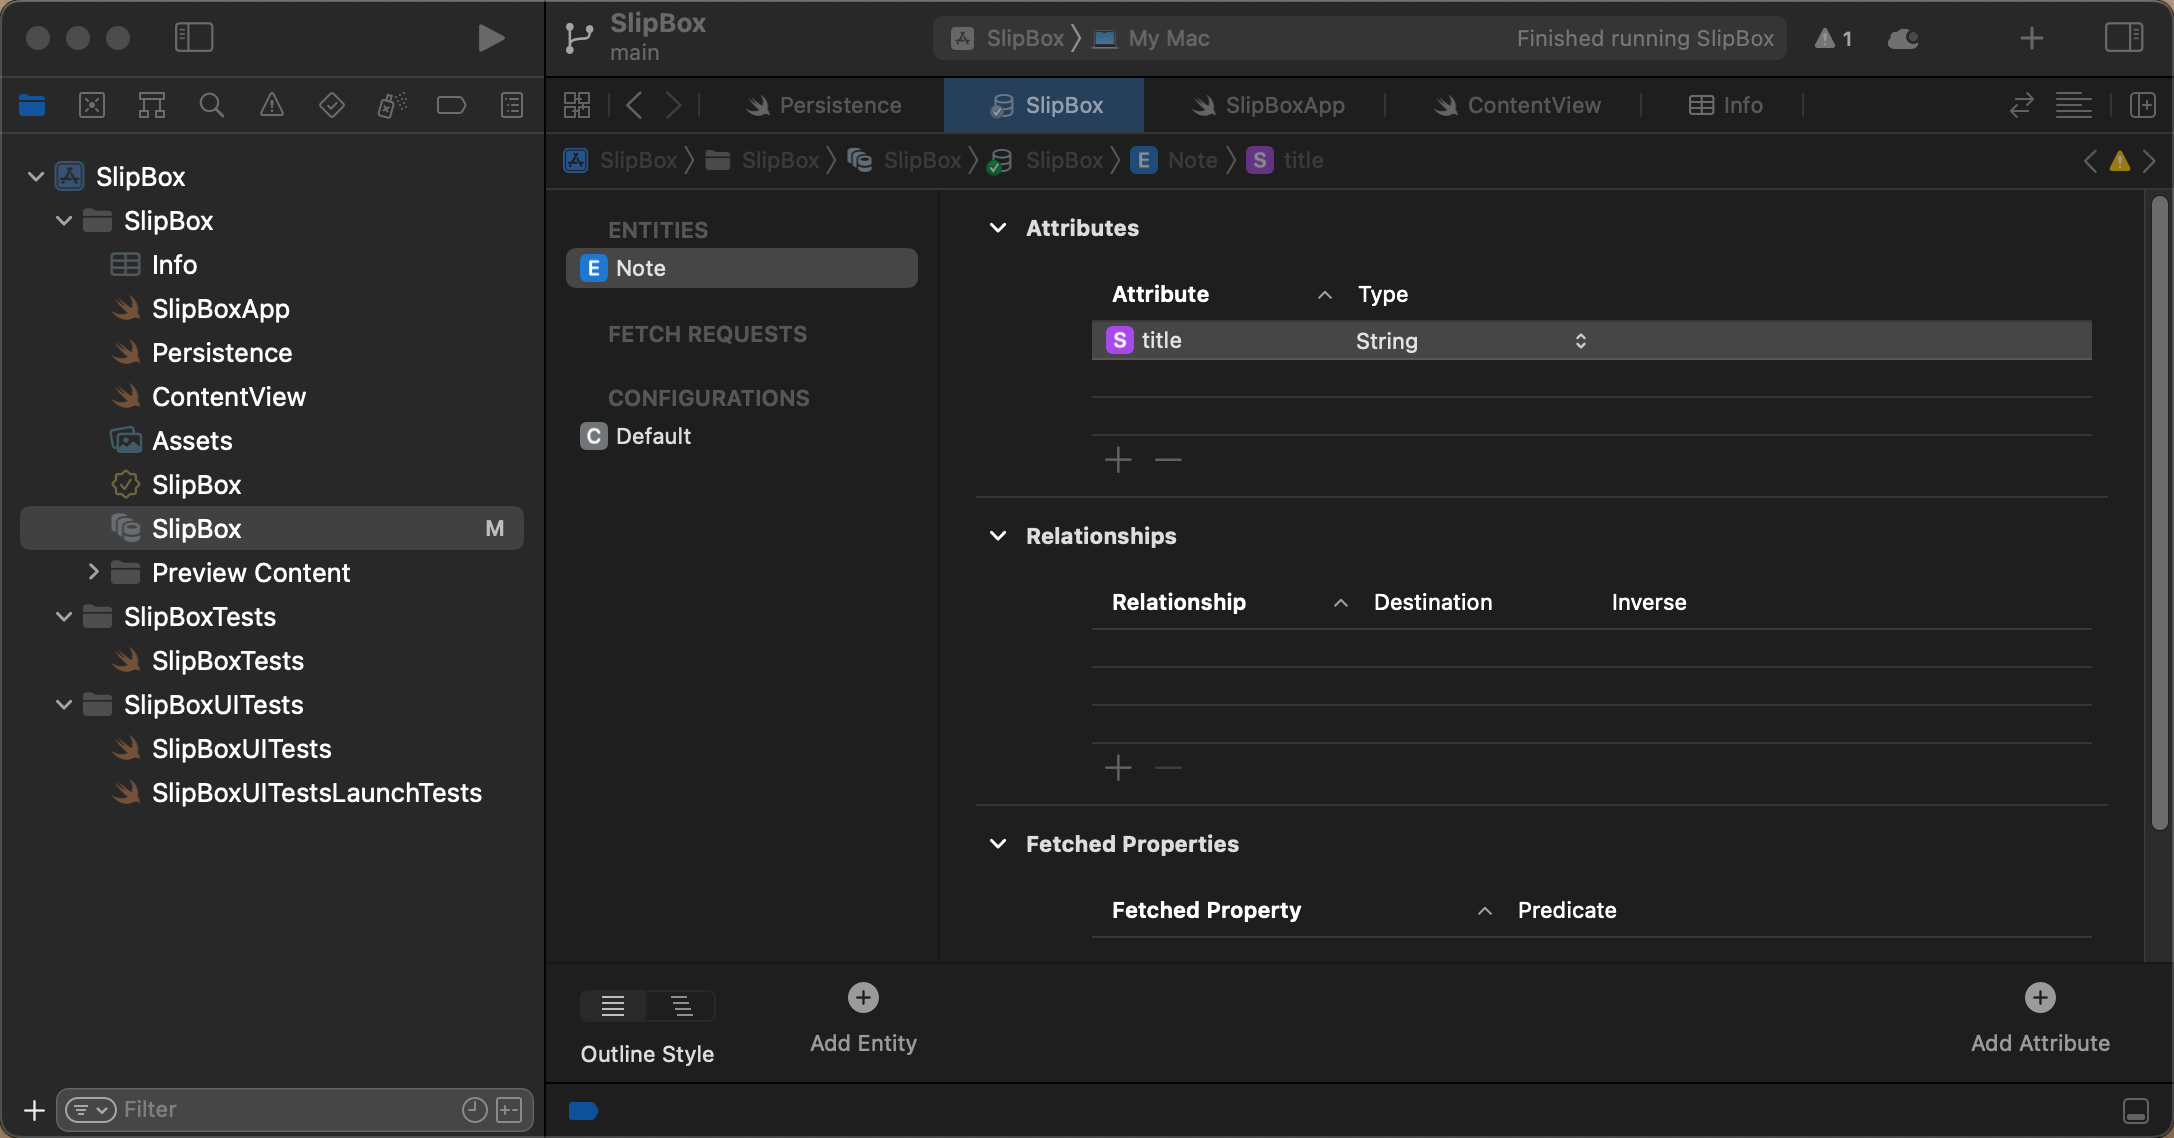 SlipBox
main
SlipBox
My Mac
Finished running SlipBox
1
Persistence
SlipBox
SlipBoxApp
ContentView
Info
SlipBox
SlipBox
SlipBox
SlipBox
E
Note
S
title
SlipBox
SlipBox
Info
SlipBoxApp
Persistence
ContentView
Assets
SlipBox
SlipBox
M
Preview Content
SlipBoxTests
SlipBoxTests
SlipBoxUITests
SlipBoxUITests
SlipBoxUITestsLaunchTests
Filter
ENTITIES
E
Note
FETCH REQUESTS
CONFIGURATIONS
C
Default
Attributes
Attribute
Type
S
title
String
Relationships
Relationship
Destination
Inverse
Fetched Properties
Fetched Property
Predicate
Outline Style
Add Entity
Add Attribute